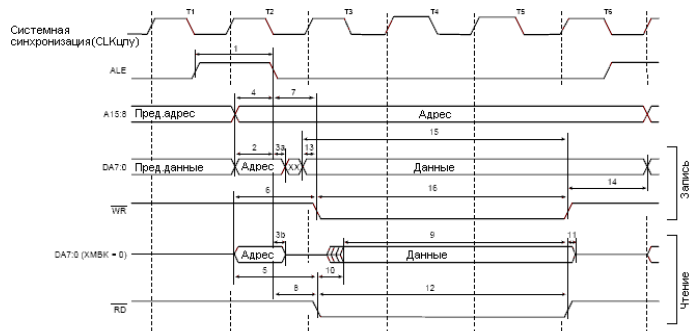 T1 T2 T3 T4 T5 T6
Системная
синхронизация(CLKцпу)
1
ALE
4 7
A15:8 Пред.адрес Адрес
15
2 3a 13
DA7:0 Пред.данные Адрес XX Данные
14
6 16
WR
Запись
3b 9 11
DA7:0 (XMBK = 0) Адрес Данные
5 10
8 12
RD
Чтение